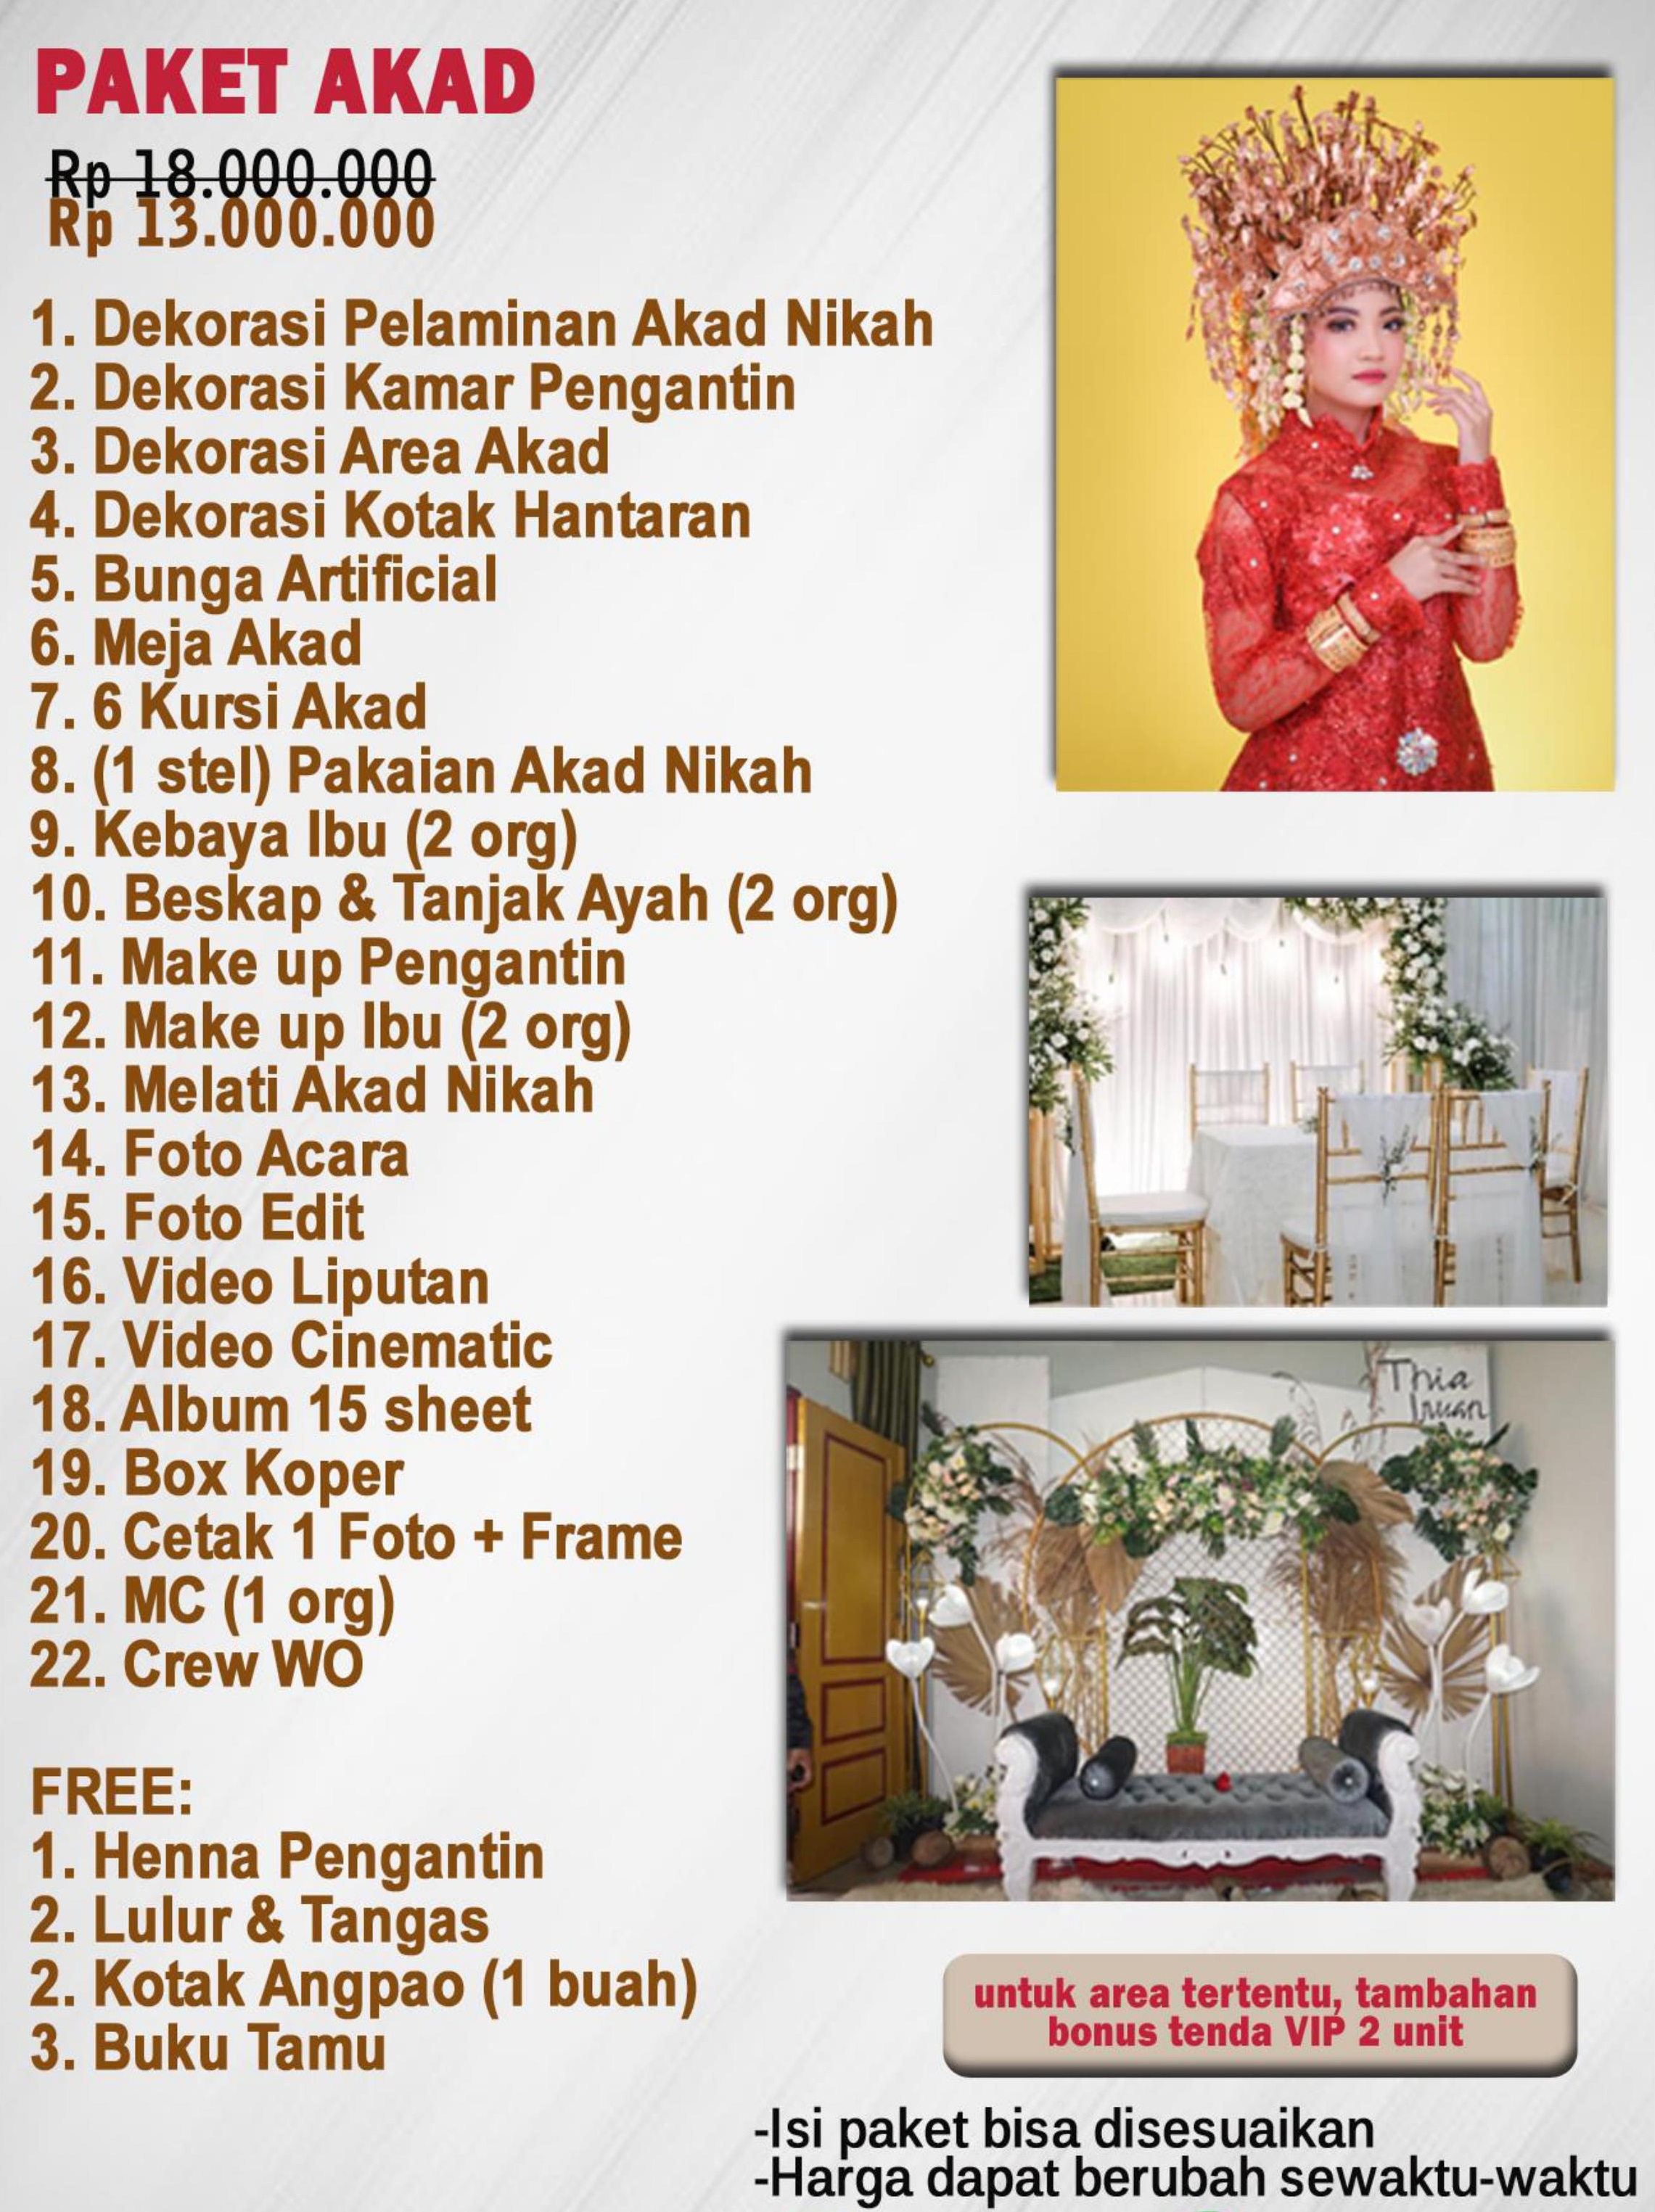 PAKET AKAD
Rp 18.000.000
Rp 13.000.000
1. Dekorasi Pelaminan Akad Nikah
2. Dekorasi Kamar Pengantin
3. Dekorasi Area Akad
4. Dekorasi Kotak Hantaran
5. Bunga Artificial
6. Meja Akad
7. 6 Kursi Akad
8. (1 stel) Pakaian Akad Nikah
9. Kebaya Ibu (2 org)
10. Beskap & Tanjak Ayah (2 org)
11. Make up Pengantin
12. Make up Ibu (2 org)
13. Melati Akad Nikah
14. Foto Acara
15. Foto Edit
16. Video Liputan
17. Video Cinematic
18. Album 15 sheet
19. Box Koper
20. Cetak 1 Foto + Frame
21. MC (1 org)
22. Crew WO
FREE:
1. Henna Pengantin
2. Lulur & Tangas
2. Kotak Angpao (1 buah)
3. Buku Tamu
Thia
untuk area tertentu, tambahan
bonus tenda VIP 2 unit
-Isi paket bisa disesuaikan
-Harga dapat berubah sewaktu-waktu